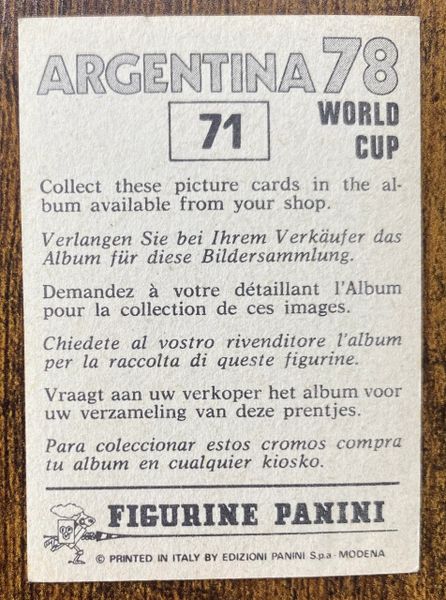 ARGENTINA 78
71
WORLD
CUP
Collect these picture cards in the al-
bum available from your shop.
Verlangen Sie bei Ihrem Verkäufer das
Album für diese Bildersammlung.
Demandez à votre détaillant l'Album
pour la collection de ces images.
Chiedete al vostro rivenditore l'album
per la raccolta di queste figurine.
Vraagt aan uw verkoper het album voor
uw verzameling van deze prentjes.
Para coleccionar estos cromos compra
tu album en cualquier kiosko.
FIGURINE PANINI
© PRINTED IN ITALY BY EDIZIONI PANINI S.p.a - MODENA